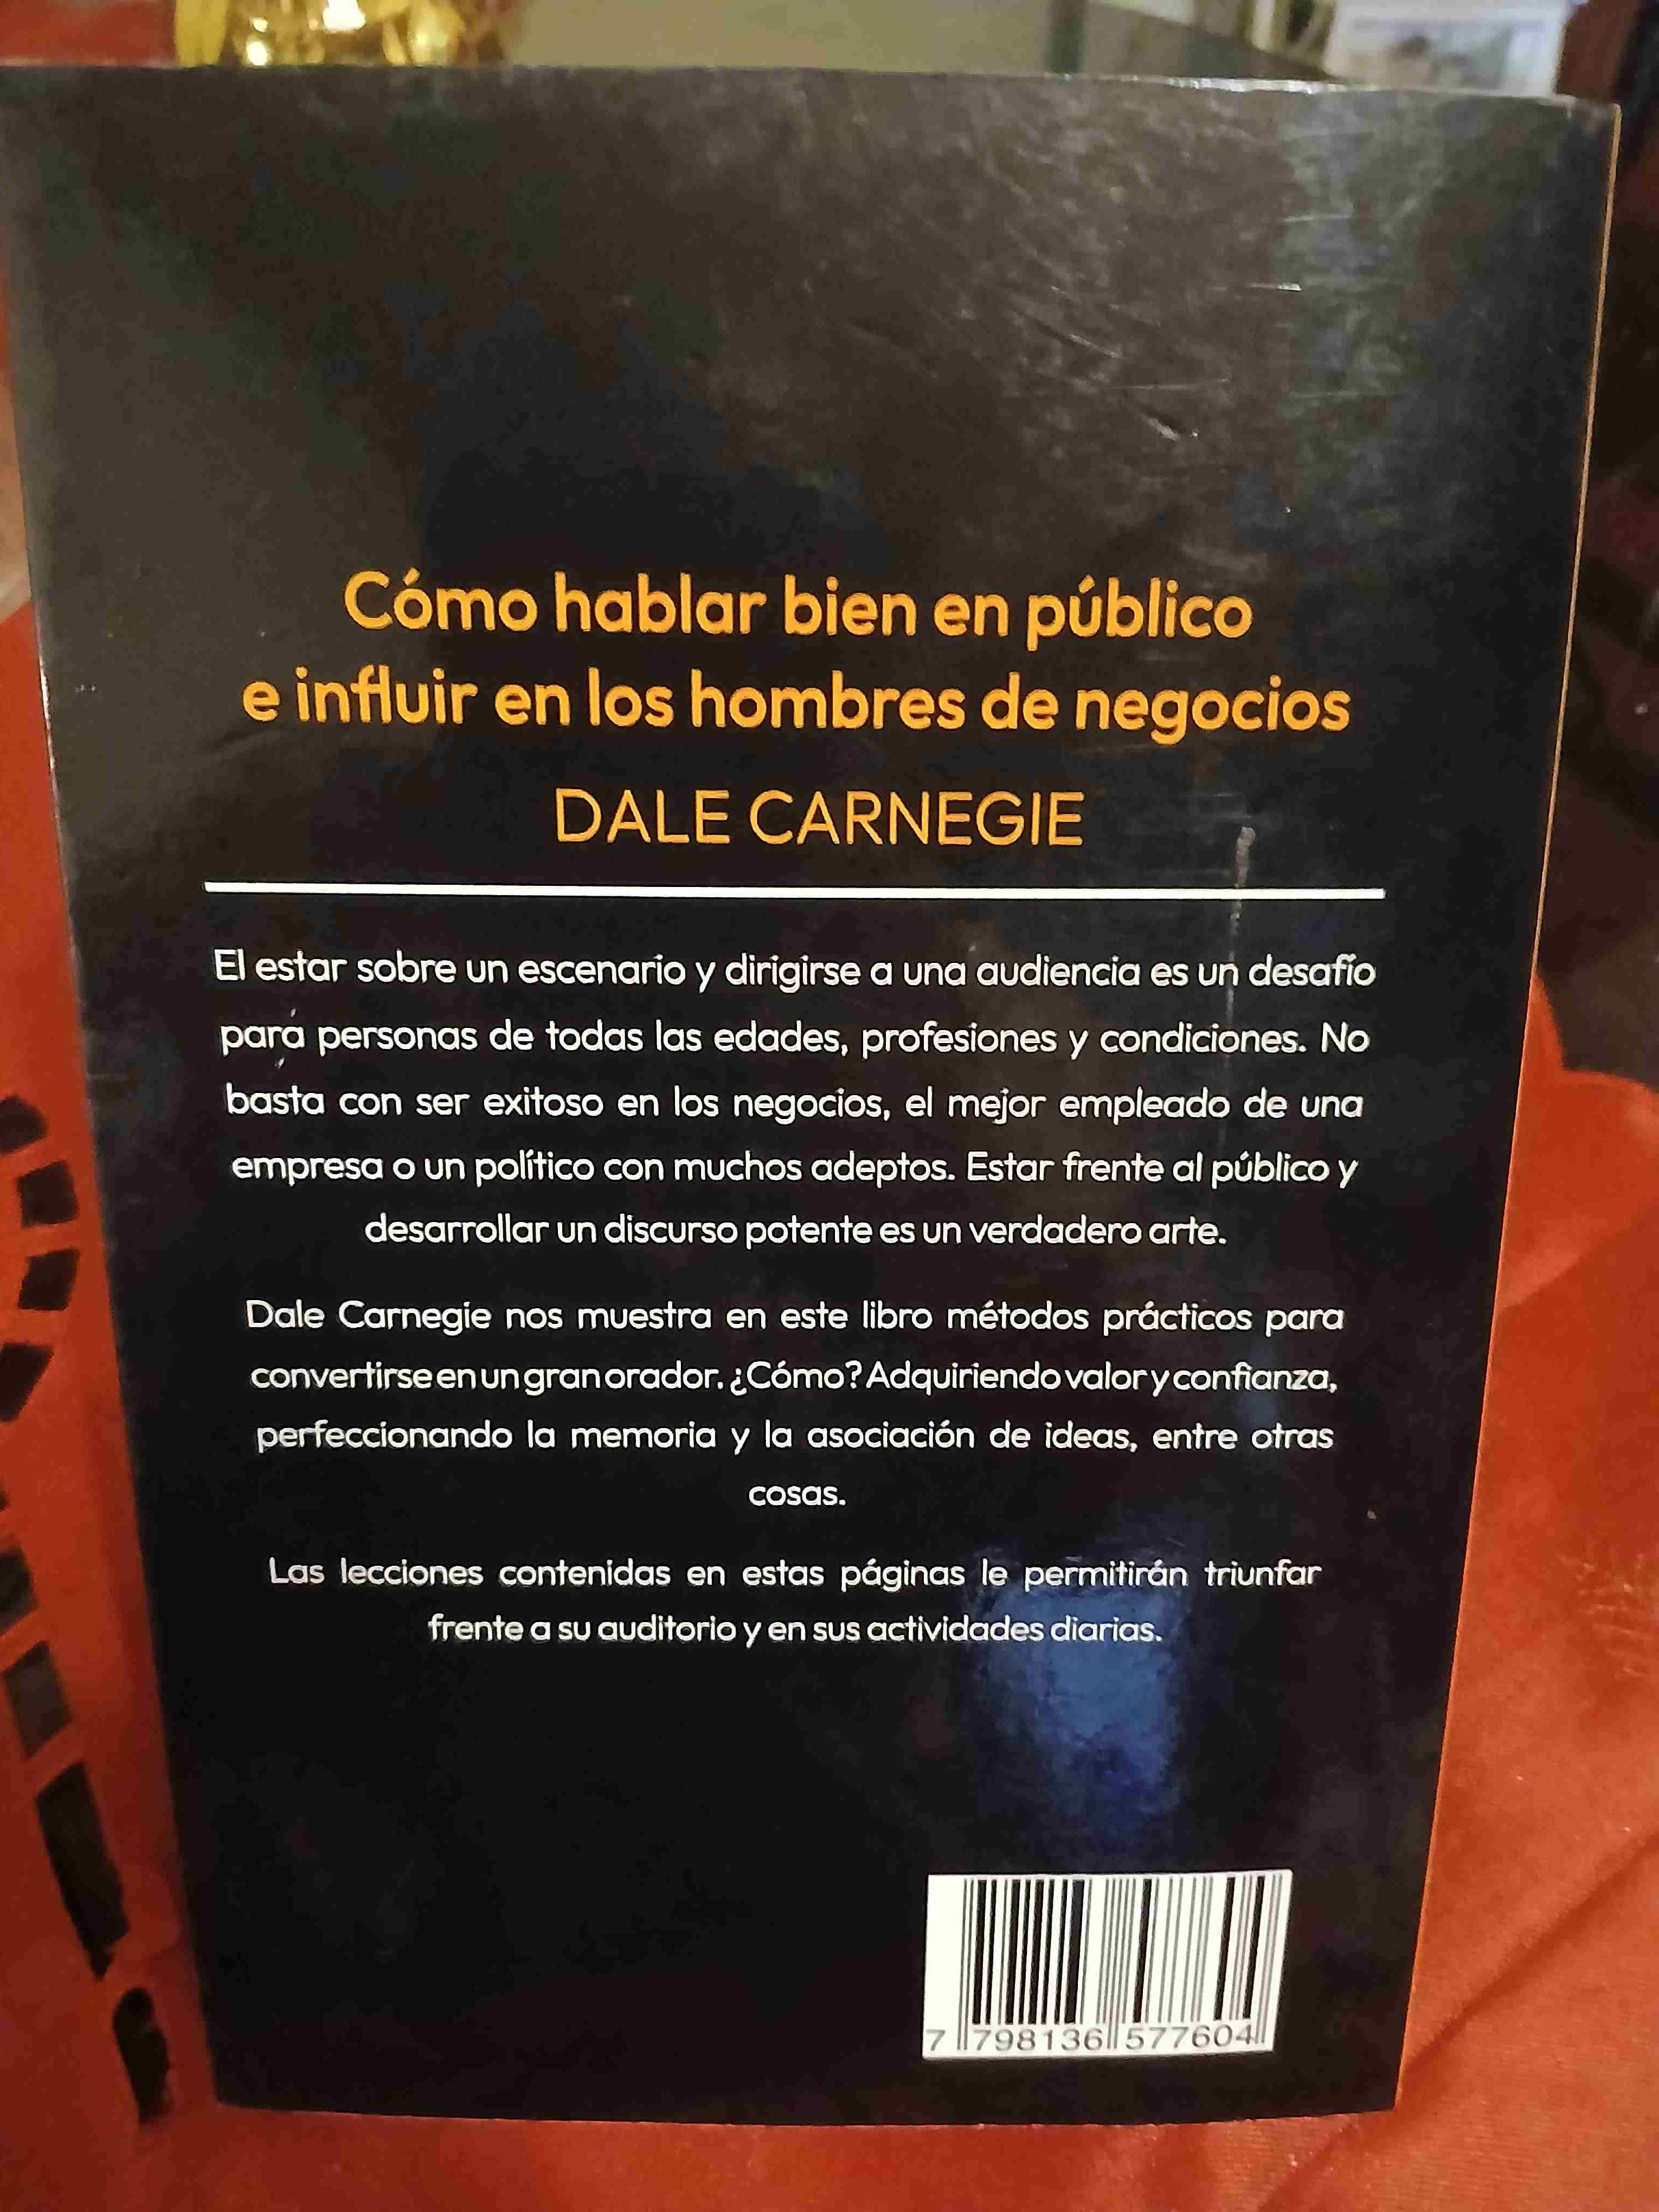 Cómo hablar bien en público
e influir en los hombres de negocios
DALE CARNEGIE
El estar sobre un escenario y dirigirse a una audiencia es un desafío
para personas de todas las edades, profesiones y condiciones. No
basta con ser exitoso en los negocios, el mejor empleado de una
empresa o un político con muchos adeptos. Estar frente al público y
desarrollar un discurso potente es un verdadero arte.
Dale Carnegie nos muestra en este libro métodos prácticos para
convertirse en un gran orador. ¿Cómo? Adquiriendo valor y confianza,
perfeccionando la memoria y la asociación de ideas, entre otras
cosas.
Las lecciones contenidas en estas páginas le permitirán triunfar
frente a su auditorio y en sus actividades diarias.
7 798136 577604